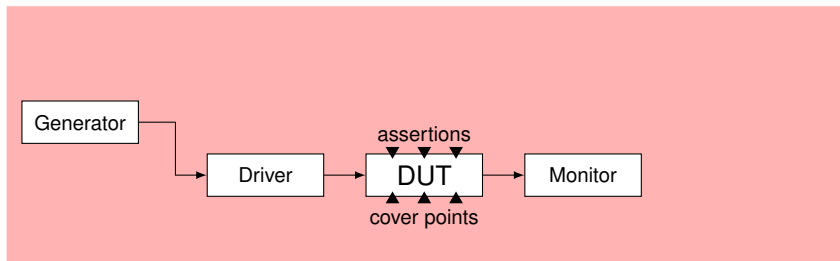 Generator
assertions
Driver
DUT
Monitor
cover points